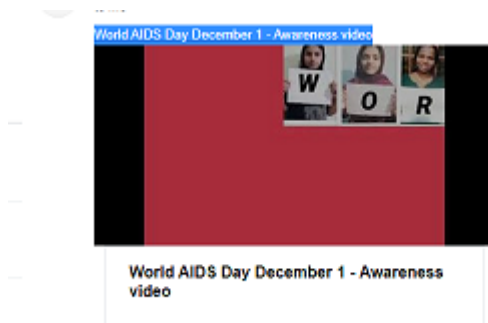 World AIDS Day December 1 - Awareness video
W O R
World AIDS Day December 1 - Awareness
video